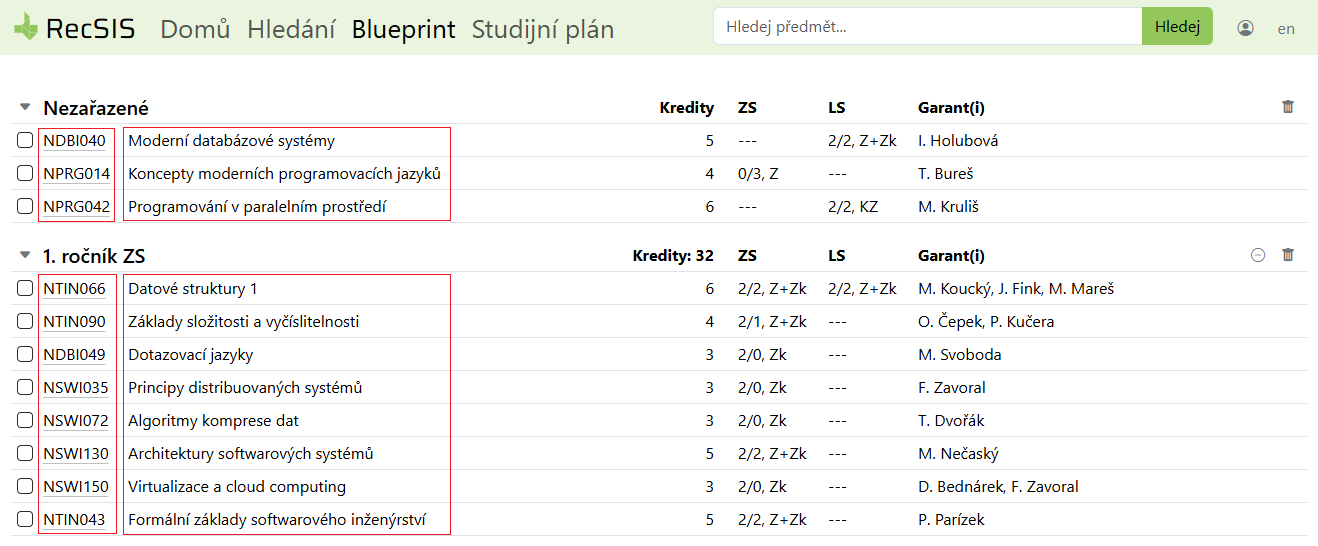 RecSIS Domů Hledání Blueprint Studijní plán Hledej předmět... Hledej en
Nezařazené Kredity ZS LS Garant(i)
NDBI040 Moderní databázové systémy 5 --- 2/2, Z+Zk I. Holubová
NPRG014 Koncepty moderních programovacích jazyků 4 0/3, Z --- T. Bureš
NPRG042 Programování v paralelním prostředí 6 --- 2/2, KZ M. Kruliš
1. ročník ZS Kredity: 32 ZS LS Garant(i)
NTIN066 Datové struktury 1 6 2/2, Z+Zk 2/2, Z+Zk M. Koucký, J. Fink, M. Mareš
NTIN090 Základy složitosti a vyčíslitelnosti 4 2/1, Z+Zk --- O. Čepek, P. Kučera
NDBI049 Dotazovací jazyky 3 2/0, Zk --- M. Svoboda
NSWI035 Principy distribuovaných systémů 3 2/0, Zk --- F. Zavoral
NSWI072 Algoritmy komprese dat 3 2/0, Zk --- T. Dvořák
NSWI130 Architektury softwarových systémů 5 2/2, Z+Zk --- M. Nečaský
NSWI150 Virtualizace a cloud computing 3 2/0, Zk --- D. Bednárek, F. Zavoral
NTIN043 Formální základy softwarového inženýrství 5 2/2, Z+Zk --- P. Parízek